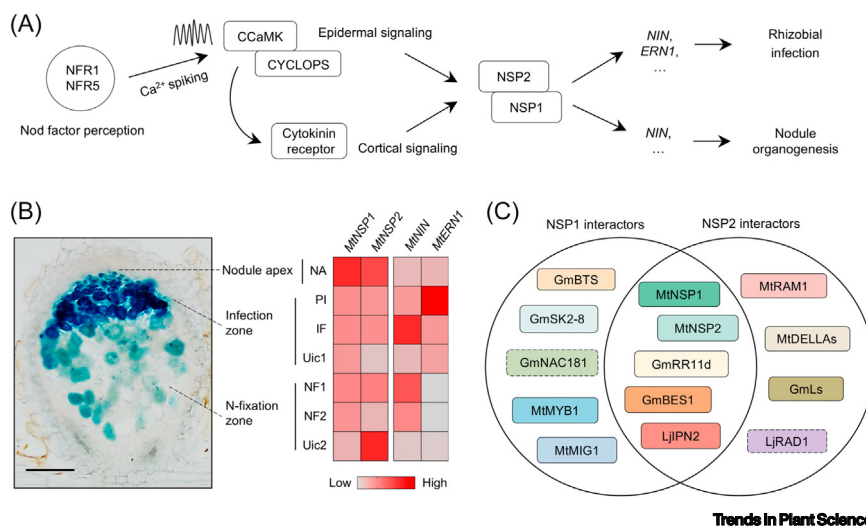 (A)
NFR1
NFR5
Nod factor perception
Ca²⁺ spiking
CCaMK
CYCLOPS
Epidermal signaling
Cytokinin
receptor
Cortical signaling
NSP2
NSP1
NIN,
ERN1,
...
Rhizobial
infection
NIN,
...
Nodule
organogenesis
(B)
Nodule apex
Infection
zone
N-fixation
zone
MtNSP1
MtNSP2
MtNIN
MtERN1
NA
PI
IF
Uic1
NF1
NF2
Uic2
Low
High
(C)
NSP1 interactors
NSP2 interactors
GmBTS
GmSK2-8
GmNAC181
MtMYB1
MtMIG1
MtNSP1
MtNSP2
GmRR11d
GmBES1
LjIPN2
MtRAM1
MtDELLAs
GmLs
LjRAD1
Trends in Plant Science